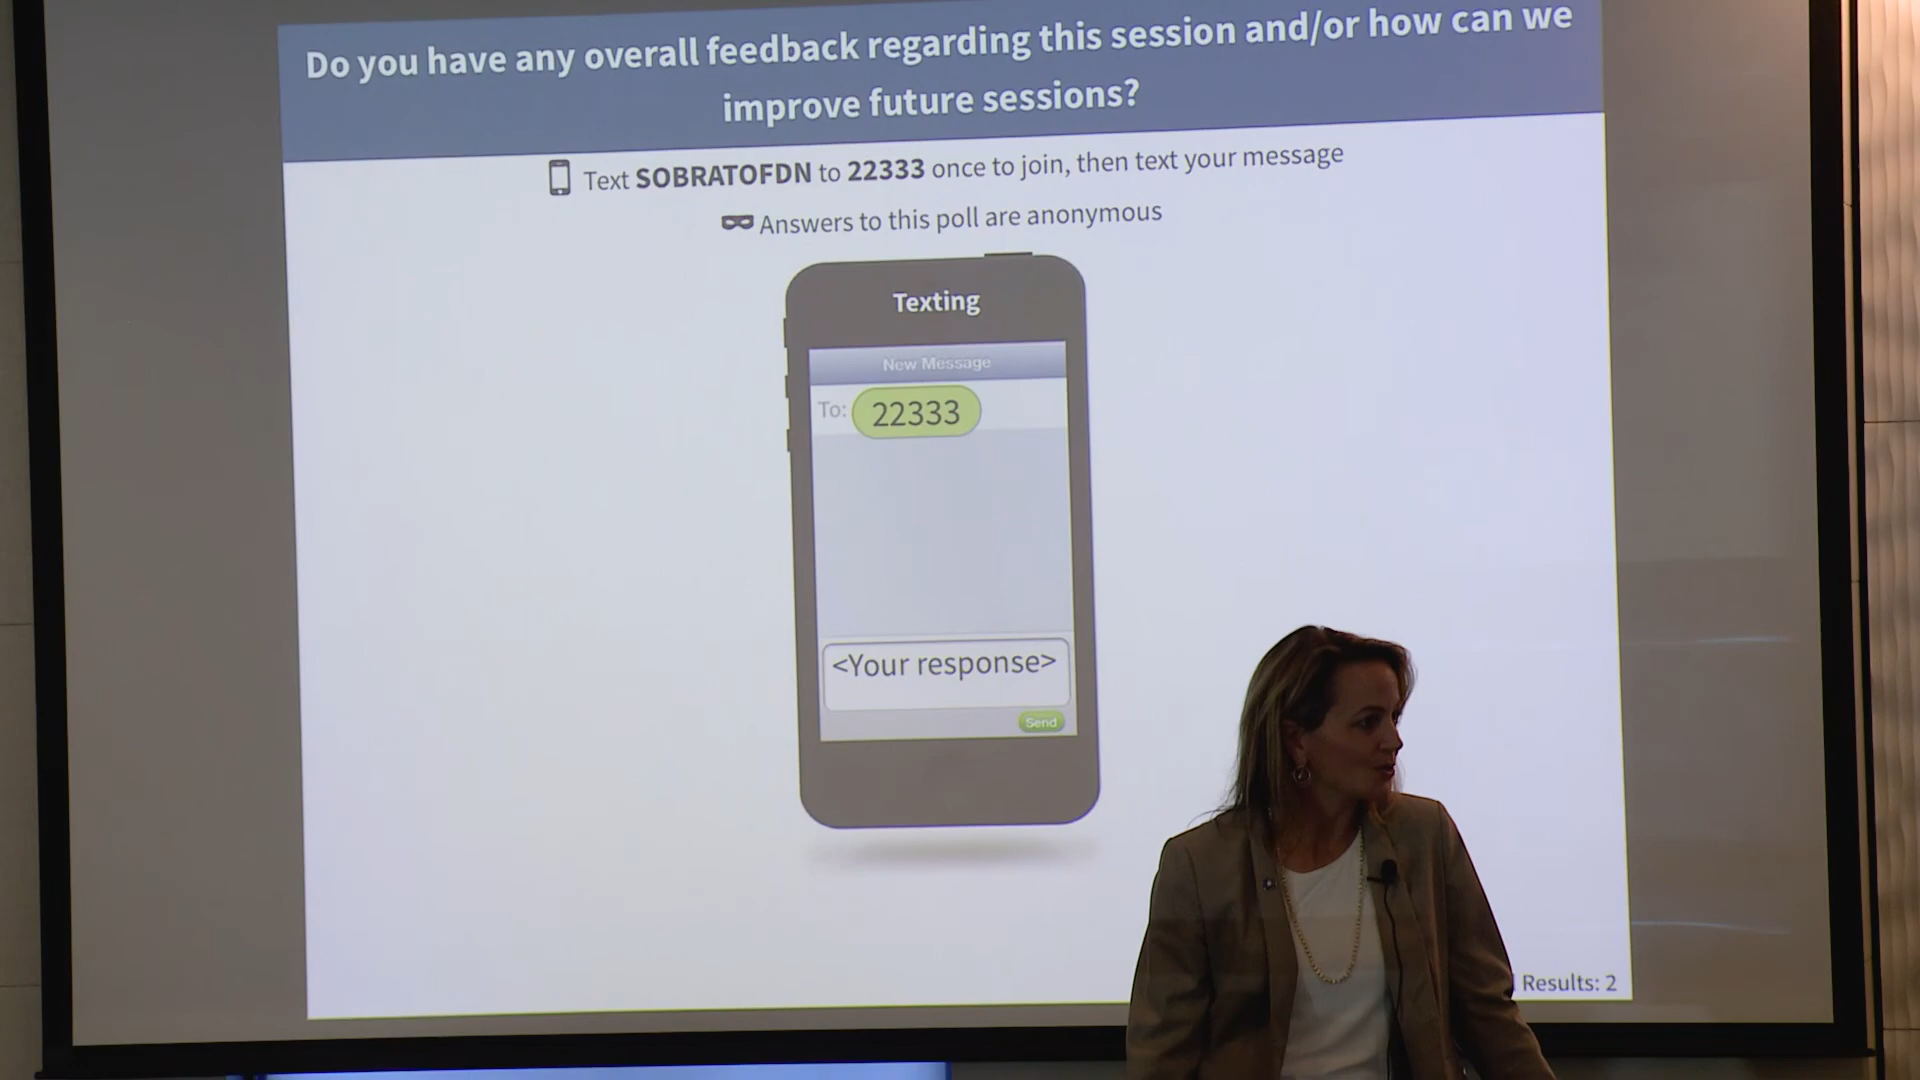 Do you have any overall feedback regarding this session and/or how can we
improve future sessions?
Text SOBRATOFDN to 22333 once to join, then text your message
Answers to this poll are anonymous
Texting
New Message
To: 22333
<Your response>
Send
Results: 2